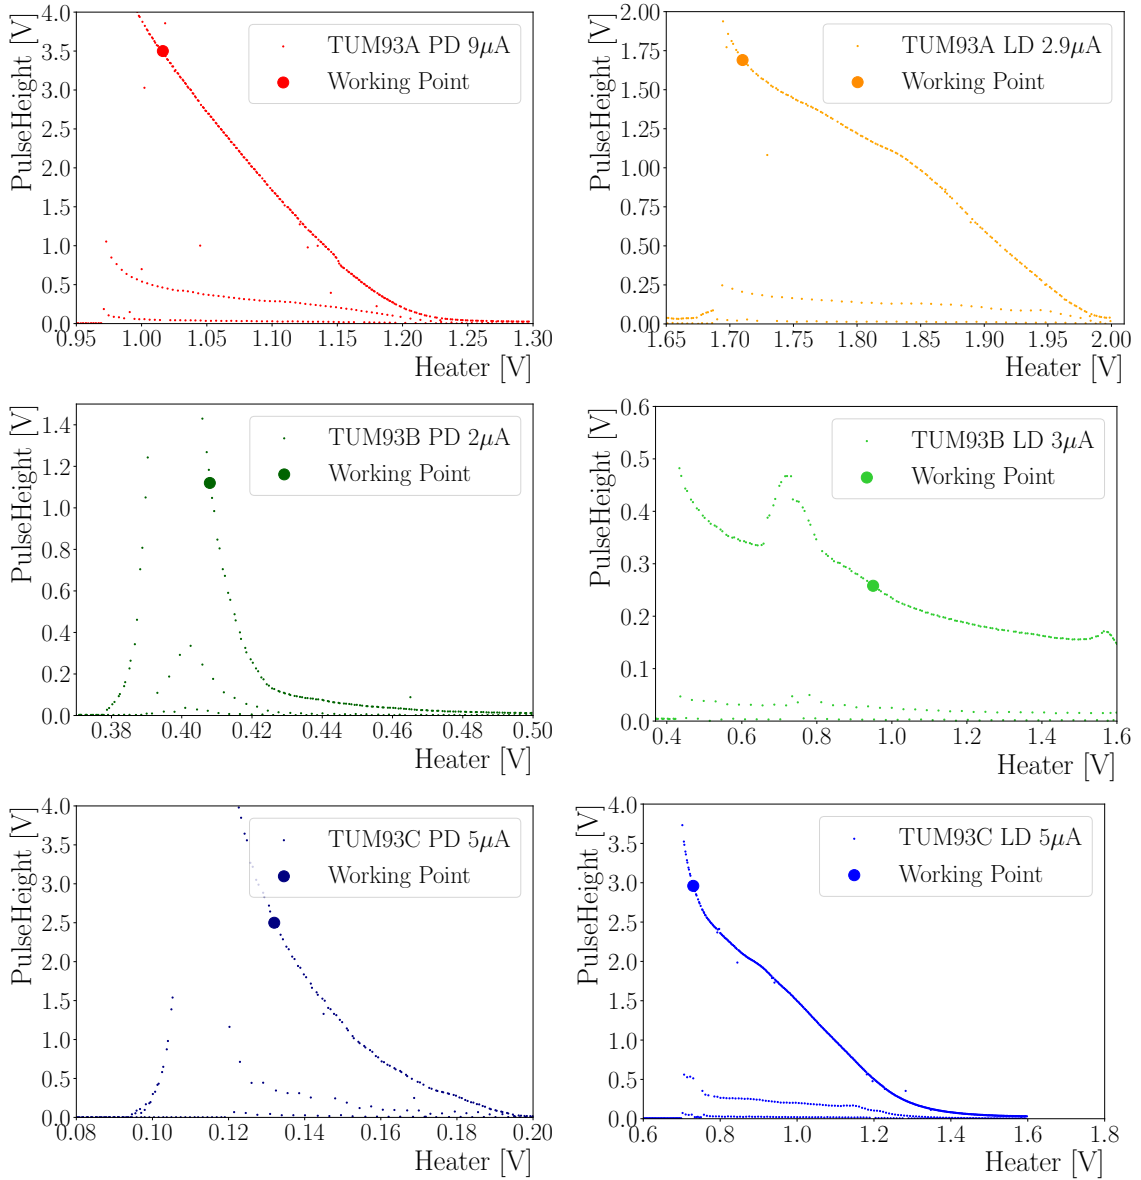 PulseHeight [V]
4.0
3.5
3.0
2.5
2.0
1.5
1.0
0.5
0.0
TUM93A PD 9μA
Working Point
0.95 1.00 1.05 1.10 1.15 1.20 1.25 1.30
Heater [V]
PulseHeight [V]
2.00
1.75
1.50
1.25
1.00
0.75
0.50
0.25
0.00
TUM93A LD 2.9μA
Working Point
1.65 1.70 1.75 1.80 1.85 1.90 1.95 2.00
Heater [V]
PulseHeight [V]
1.4
1.2
1.0
0.8
0.6
0.4
0.2
0.0
TUM93B PD 2μA
Working Point
0.38 0.40 0.42 0.44 0.46 0.48 0.50
Heater [V]
PulseHeight [V]
0.6
0.5
0.4
0.3
0.2
0.1
0.0
TUM93B LD 3μA
Working Point
0.4 0.6 0.8 1.0 1.2 1.4 1.6
Heater [V]
PulseHeight [V]
4.0
3.5
3.0
2.5
2.0
1.5
1.0
0.5
0.0
TUM93C PD 5μA
Working Point
0.08 0.10 0.12 0.14 0.16 0.18 0.20
Heater [V]
PulseHeight [V]
4.0
3.5
3.0
2.5
2.0
1.5
1.0
0.5
0.0
TUM93C LD 5μA
Working Point
0.6 0.8 1.0 1.2 1.4 1.6 1.8
Heater [V]